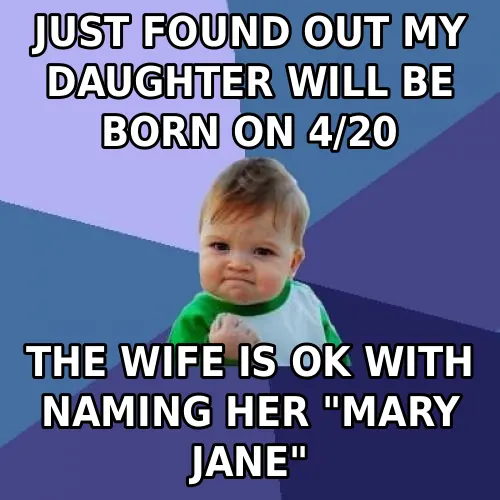 JUST FOUND OUT MY
DAUGHTER WILL BE
BORN ON 4/20
THE WIFE IS OK WITH
NAMING HER "MARY
JANE"